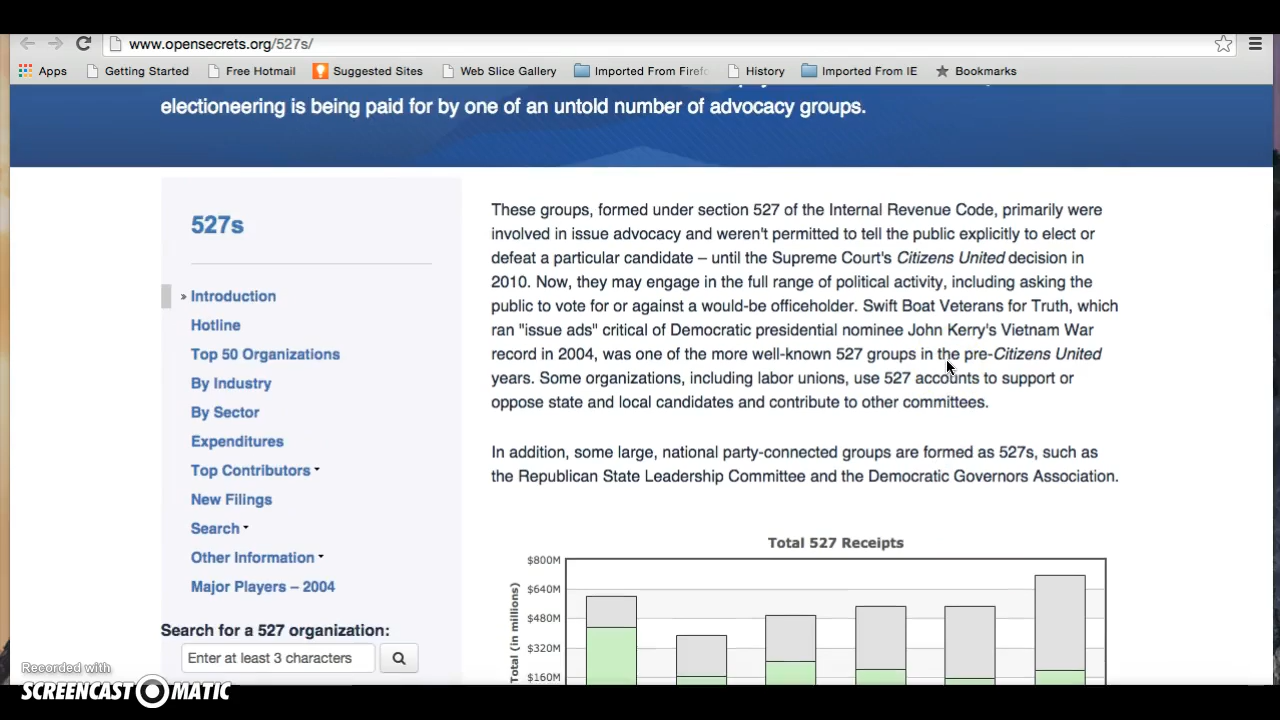 www.opensecrets.org/527s/
Apps Getting Started Free Hotmail Suggested Sites Web Slice Gallery Imported From Firefo History Imported From IE Bookmarks
electioneering is being paid for by one of an untold number of advocacy groups.
527s
» Introduction
Hotline
Top 50 Organizations
By Industry
By Sector
Expenditures
Top Contributors
New Filings
Search
Other Information
Major Players – 2004
Search for a 527 organization:
Enter at least 3 characters
These groups, formed under section 527 of the Internal Revenue Code, primarily were
involved in issue advocacy and weren't permitted to tell the public explicitly to elect or
defeat a particular candidate – until the Supreme Court's Citizens United decision in
2010. Now, they may engage in the full range of political activity, including asking the
public to vote for or against a would-be officeholder. Swift Boat Veterans for Truth, which
ran "issue ads" critical of Democratic presidential nominee John Kerry's Vietnam War
record in 2004, was one of the more well-known 527 groups in the pre-Citizens United
years. Some organizations, including labor unions, use 527 accounts to support or
oppose state and local candidates and contribute to other committees.
In addition, some large, national party-connected groups are formed as 527s, such as
the Republican State Leadership Committee and the Democratic Governors Association.
Total 527 Receipts
$800M
$640M
$480M
$320M
$160M
Total (in millions)
Recorded with
SCREENCAST-O-MATIC